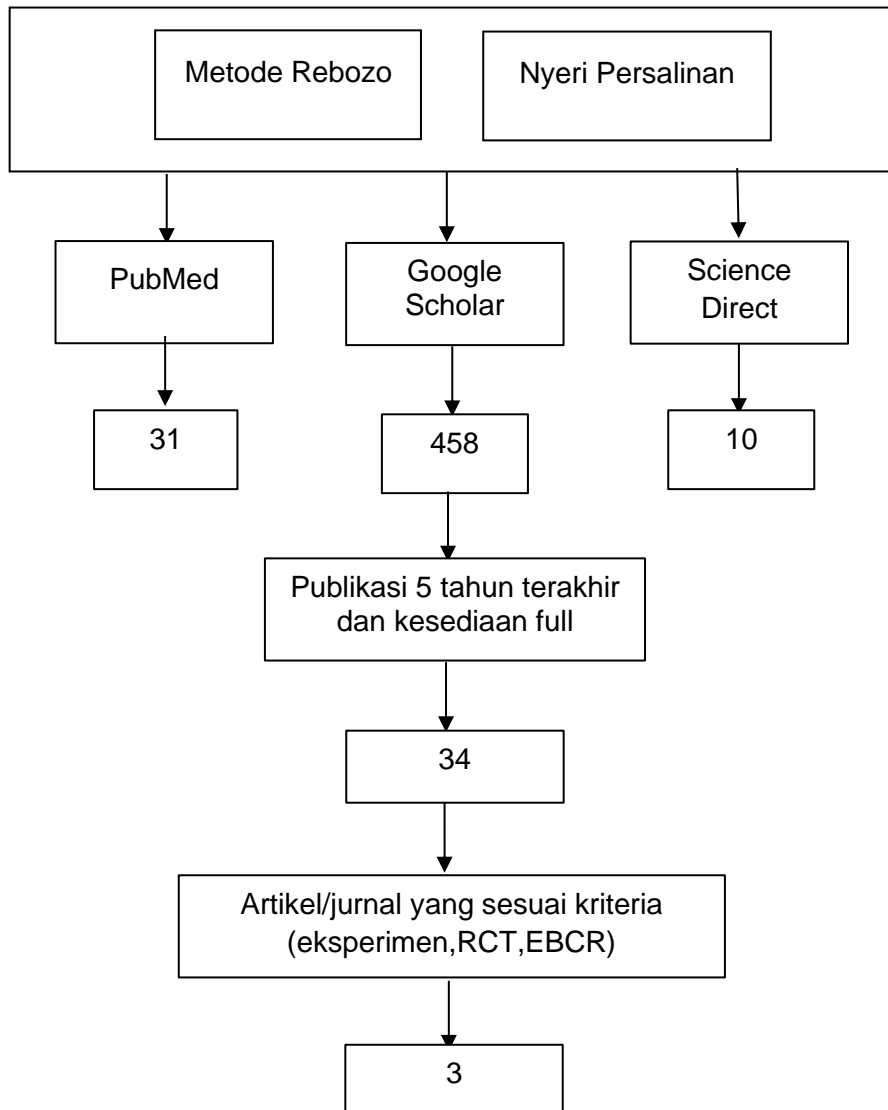 Metode Rebozo
Nyeri Persalinan
PubMed
Google
Scholar
Science
Direct
31
458
10
Publikasi 5 tahun terakhir
dan kesediaan full
34
Artikel/jurnal yang sesuai kriteria
(eksperimen,RCT,EBCR)
3